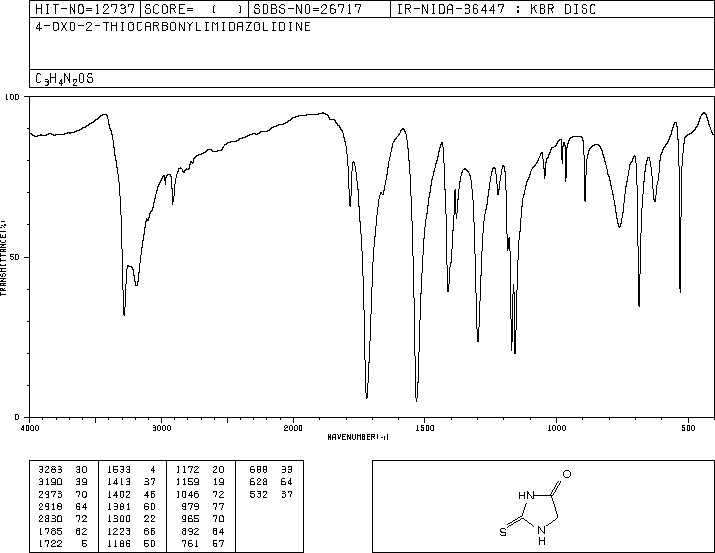 HIT-NO=12737 SCORE= ( ) SDBS-NO=26717 IR-NIDA-36447 : KBR DISC
4-OXO-2-THIOCARBONYLIMIDAZOLIDINE
C3H4N2OS
100
50
0
TRANSMITTANCE(%)
4000 3000 2000 1500 1000 500
WAVENUMBER(-1)
3283 30 1533 4 1172 20 688 33
3190 39 1413 37 1159 19 628 64
2973 70 1402 46 1046 72 532 37
2918 64 1381 60 979 77
2830 72 1300 22 965 70
1785 62 1223 66 892 64
1722 5 1186 50 761 57
O
HN
S
N
H